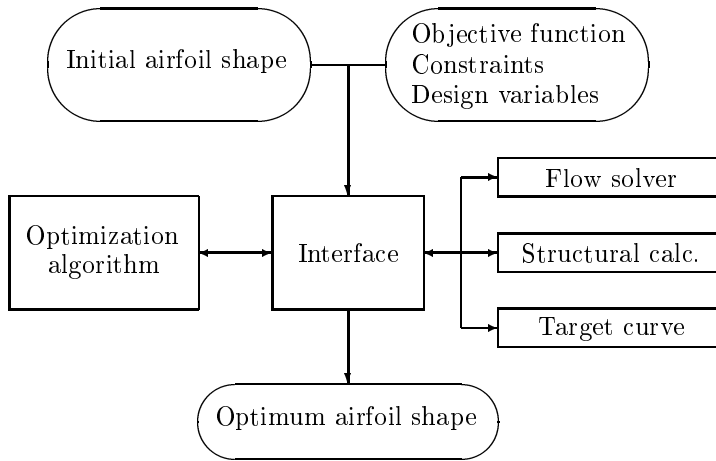 Initial airfoil shape
Objective function
Constraints
Design variables
Optimization
algorithm
Interface
Flow solver
Structural calc.
Target curve
Optimum airfoil shape